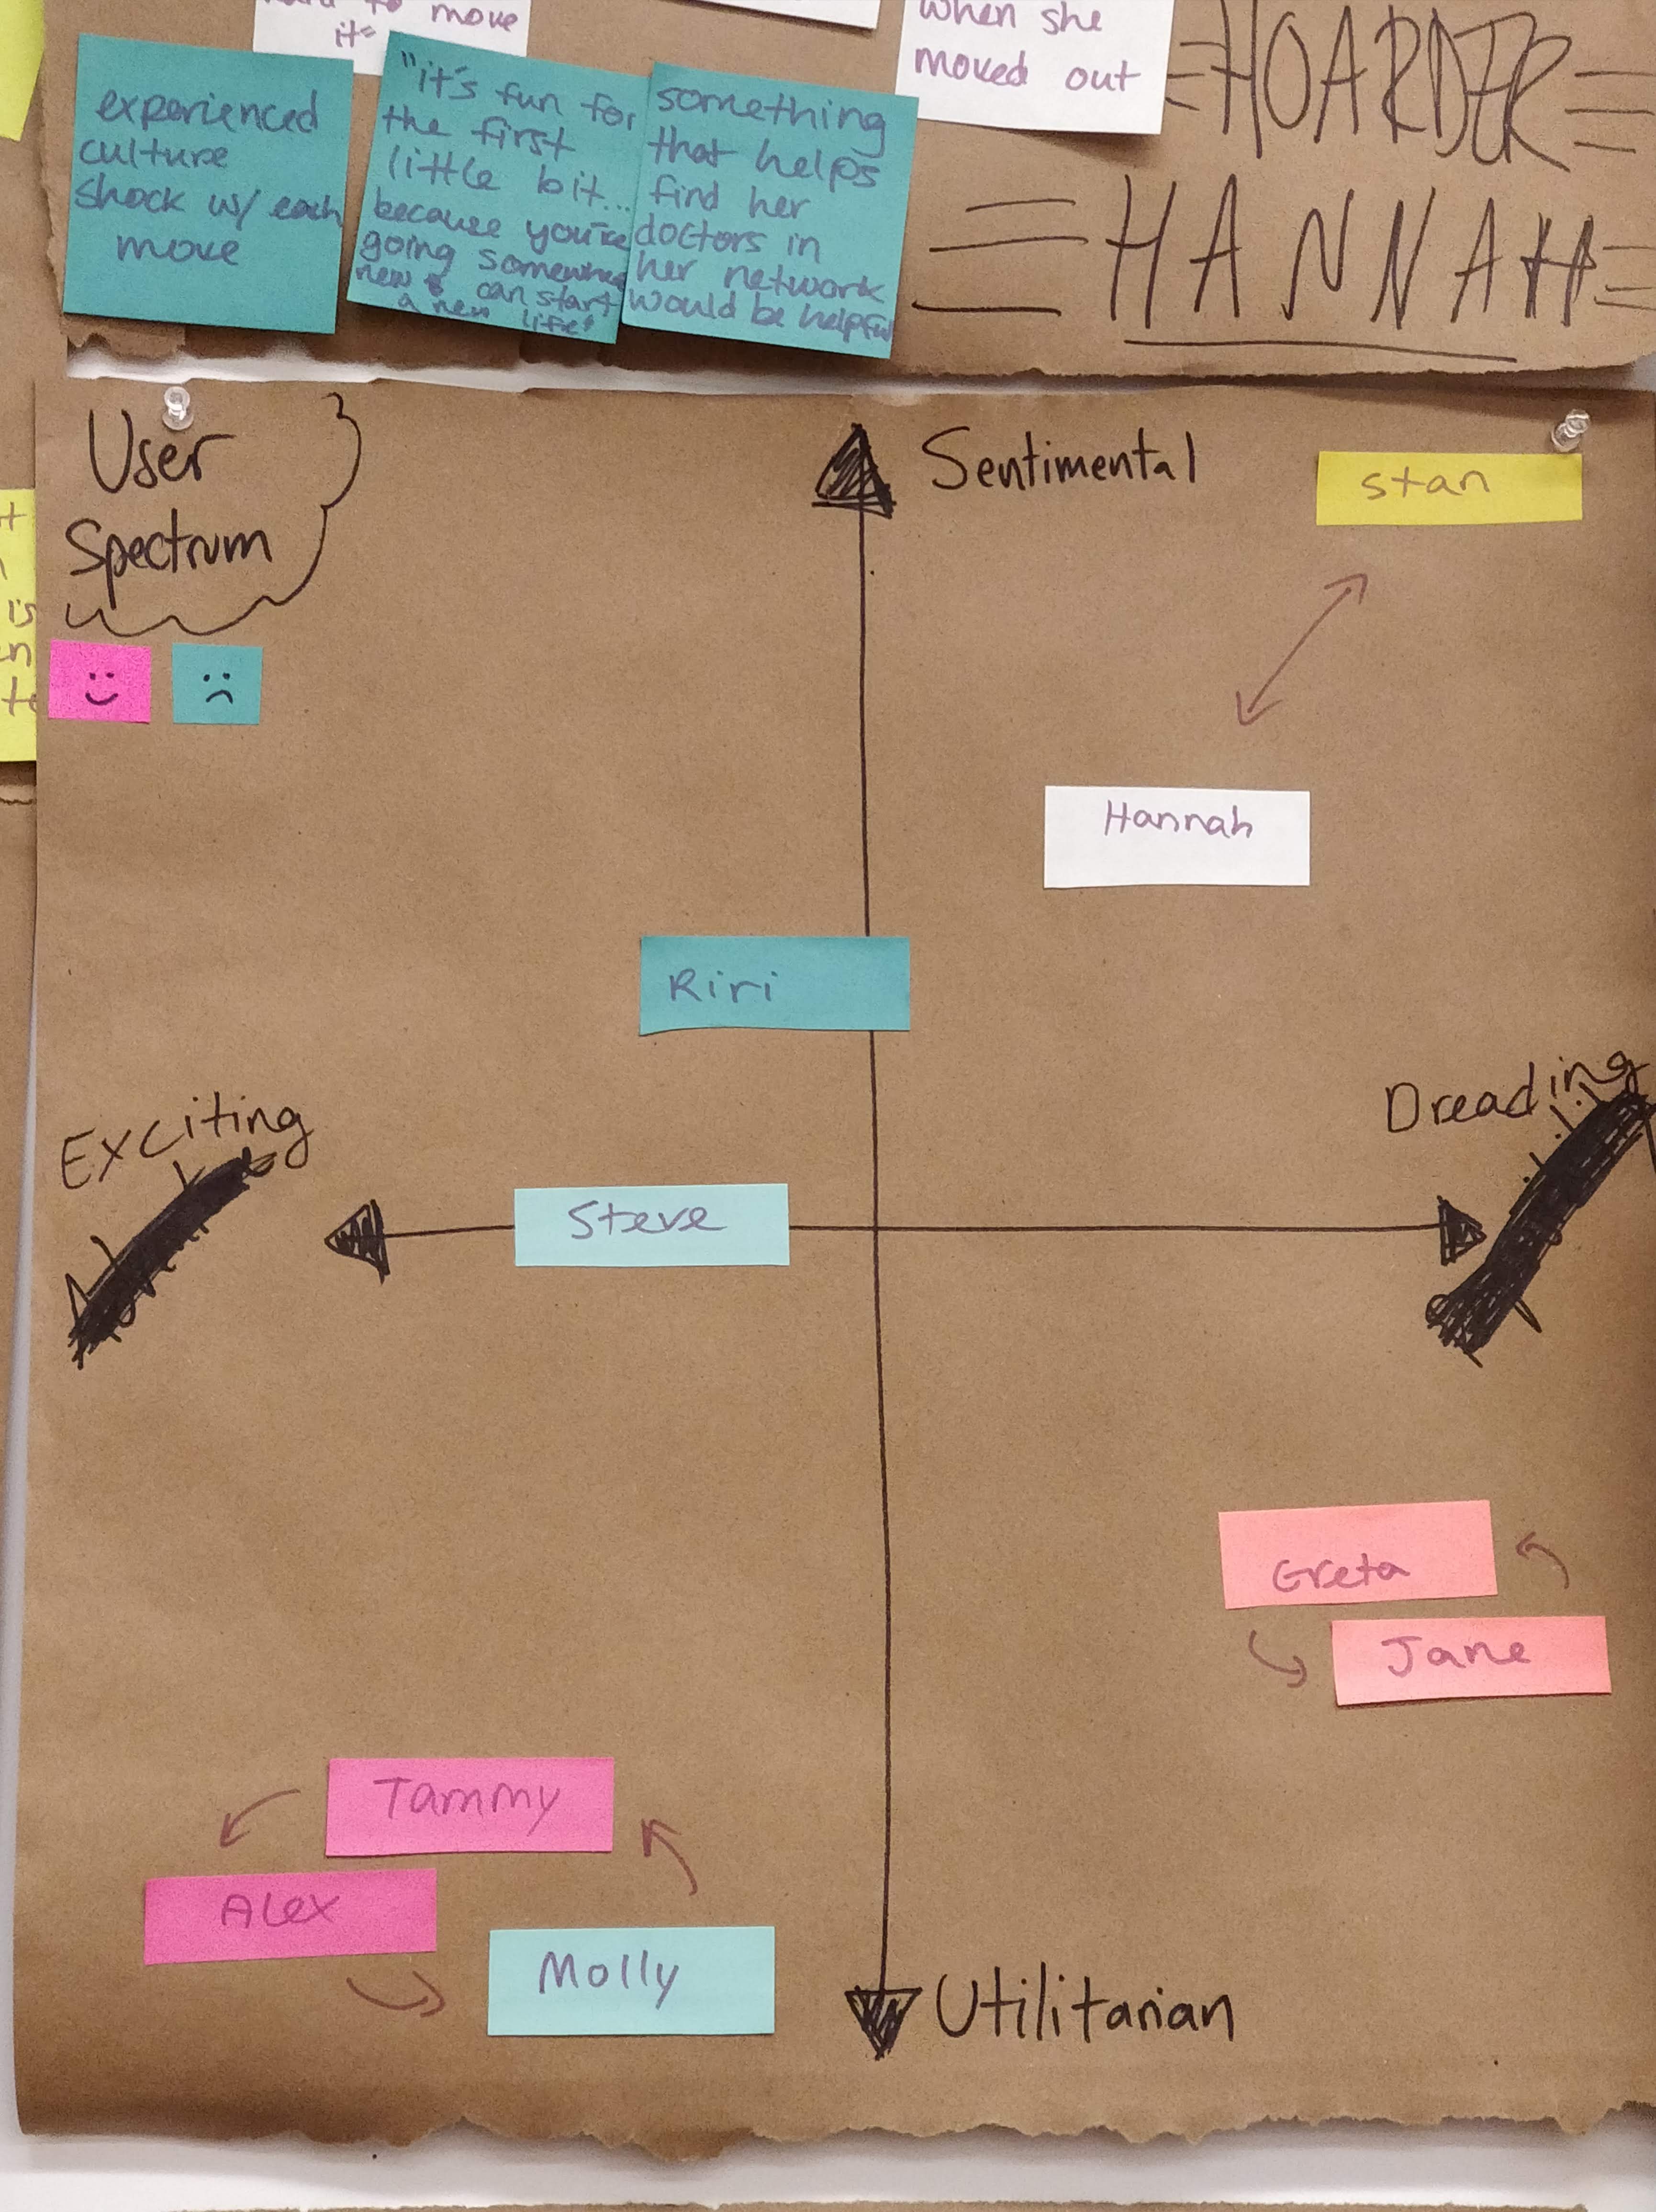 to move
it"
when she
moved out
HOARDER
HANNAH
experienced
culture
shock w/ each
move
"it's fun for
the first
little bit...
because you're
going somewhere
new & can start
a new life"
something
that helps
find her
doctors in
her network
would be helpful
User
Spectrum
Sentimental
stan
Hannah
Riri
Exciting
Dreading
Steve
Greta
Jane
Tammy
Alex
Molly
Utilitarian